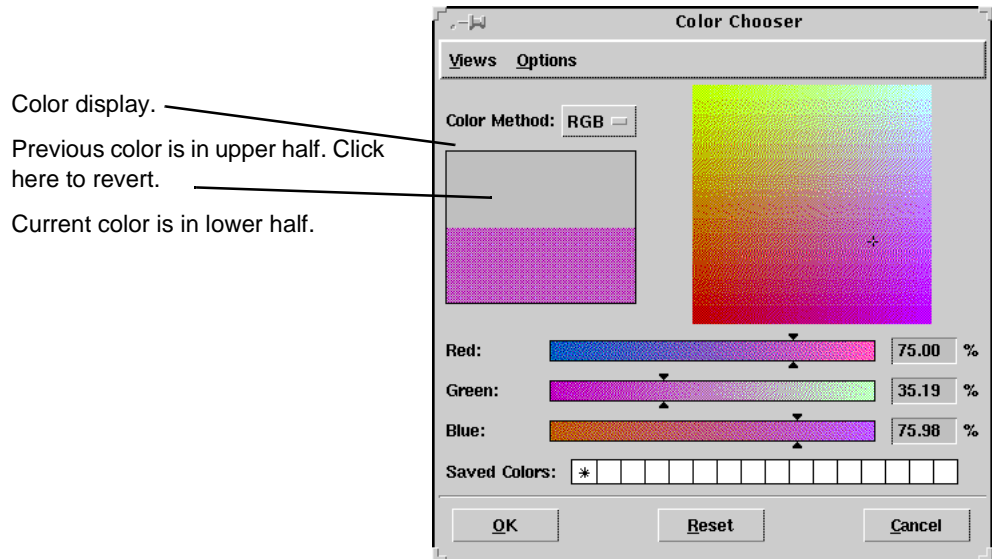 Color Chooser
Views Options
Color display.
Color Method: RGB
Previous color is in upper half. Click
here to revert.
Current color is in lower half.
Red: 75.00 %
Green: 35.19 %
Blue: 75.98 %
Saved Colors: *
OK Reset Cancel